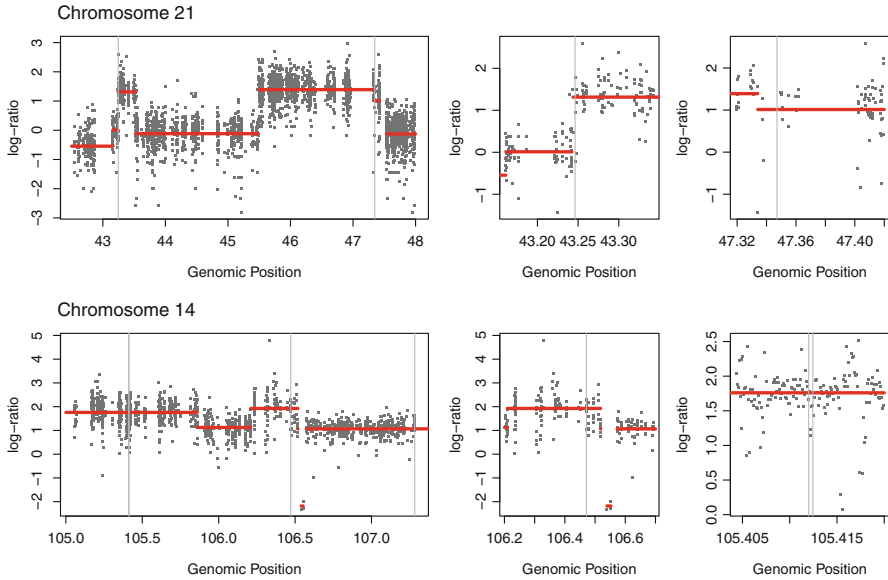 Chromosome 21
log−ratio
3
2
1
0
−1
−2
−3
43 44 45 46 47 48
Genomic Position
log−ratio
2
1
0
−1
43.20 43.25 43.30
Genomic Position
log−ratio
2
1
0
−1
47.32 47.36 47.40
Genomic Position
Chromosome 14
log−ratio
5
4
3
2
1
0
−1
−2
105.0 105.5 106.0 106.5 107.0
Genomic Position
log−ratio
5
4
3
2
1
0
−1
−2
106.2 106.4 106.6
Genomic Position
log−ratio
2.5
2.0
1.5
1.0
0.5
0.0
105.405 105.415
Genomic Position